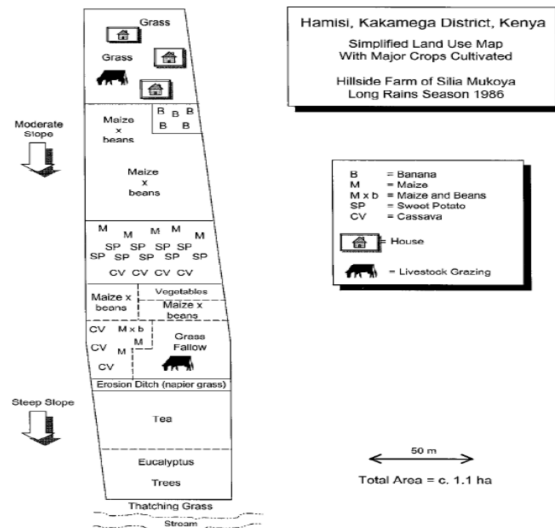 Grass
Grass
Moderate
Slope
Maize
x
beans
B B B
B B
Maize
x
beans
M M M M M
SP SP SP SP
SP SP SP SP SP
CV CV CV CV
Maize x
beans
Vegetables
Maize x
beans
CV M x b
M
CV M
CV
Grass
Fallow
Erosion Ditch (napier grass)
Steep Slope
Tea
Eucalyptus
Trees
Thatching Grass
Stream
Hamisi, Kakamega District, Kenya
Simplified Land Use Map
With Major Crops Cultivated
Hillside Farm of Silia Mukoya
Long Rains Season 1986
B = Banana
M = Maize
M x b = Maize and Beans
SP = Sweet Potato
CV = Cassava
= House
= Livestock Grazing
50 m
Total Area = c. 1.1 ha